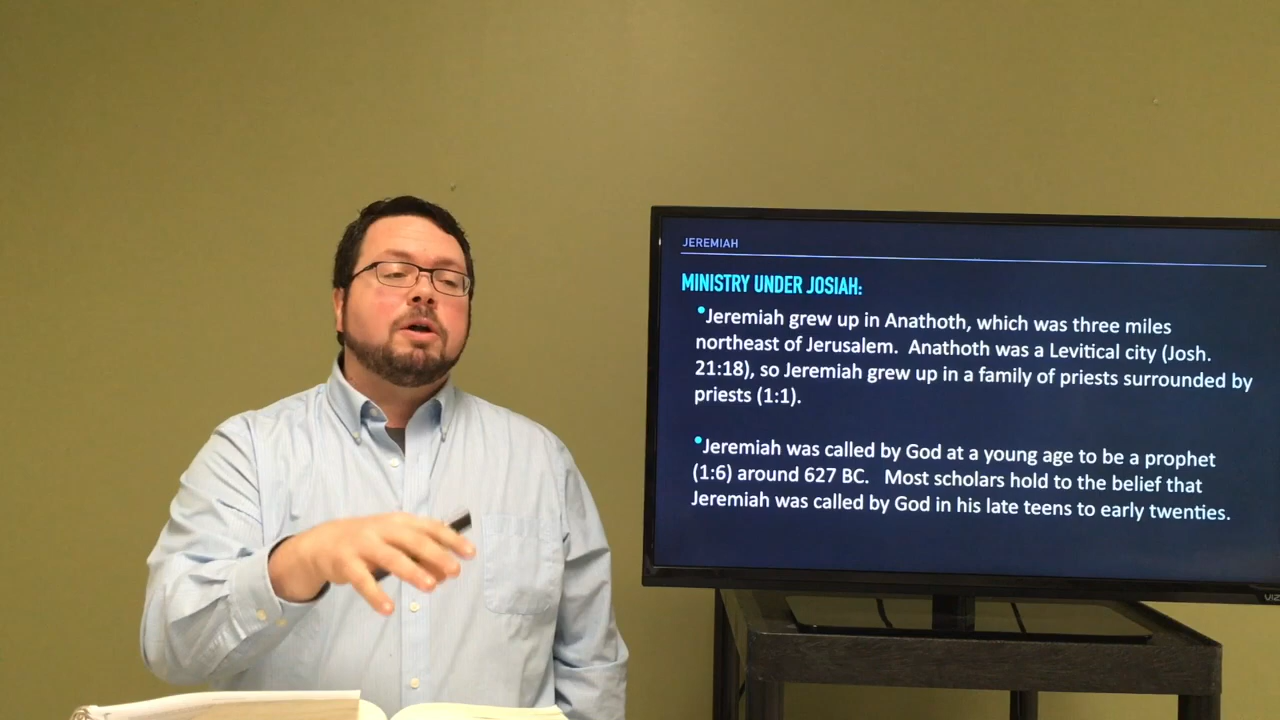 JEREMIAH
MINISTRY UNDER JOSIAH:
•Jeremiah grew up in Anathoth, which was three miles
northeast of Jerusalem. Anathoth was a Levitical city (Josh.
21:18), so Jeremiah grew up in a family of priests surrounded by
priests (1:1).
•Jeremiah was called by God at a young age to be a prophet
(1:6) around 627 BC. Most scholars hold to the belief that
Jeremiah was called by God in his late teens to early twenties.